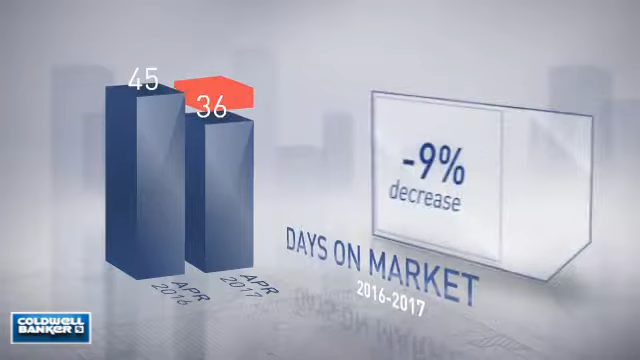 45
36
-9%
decrease
DAYS ON MARKET
2016-2017
APR
2016
APR
2017
COLDWELL
BANKER